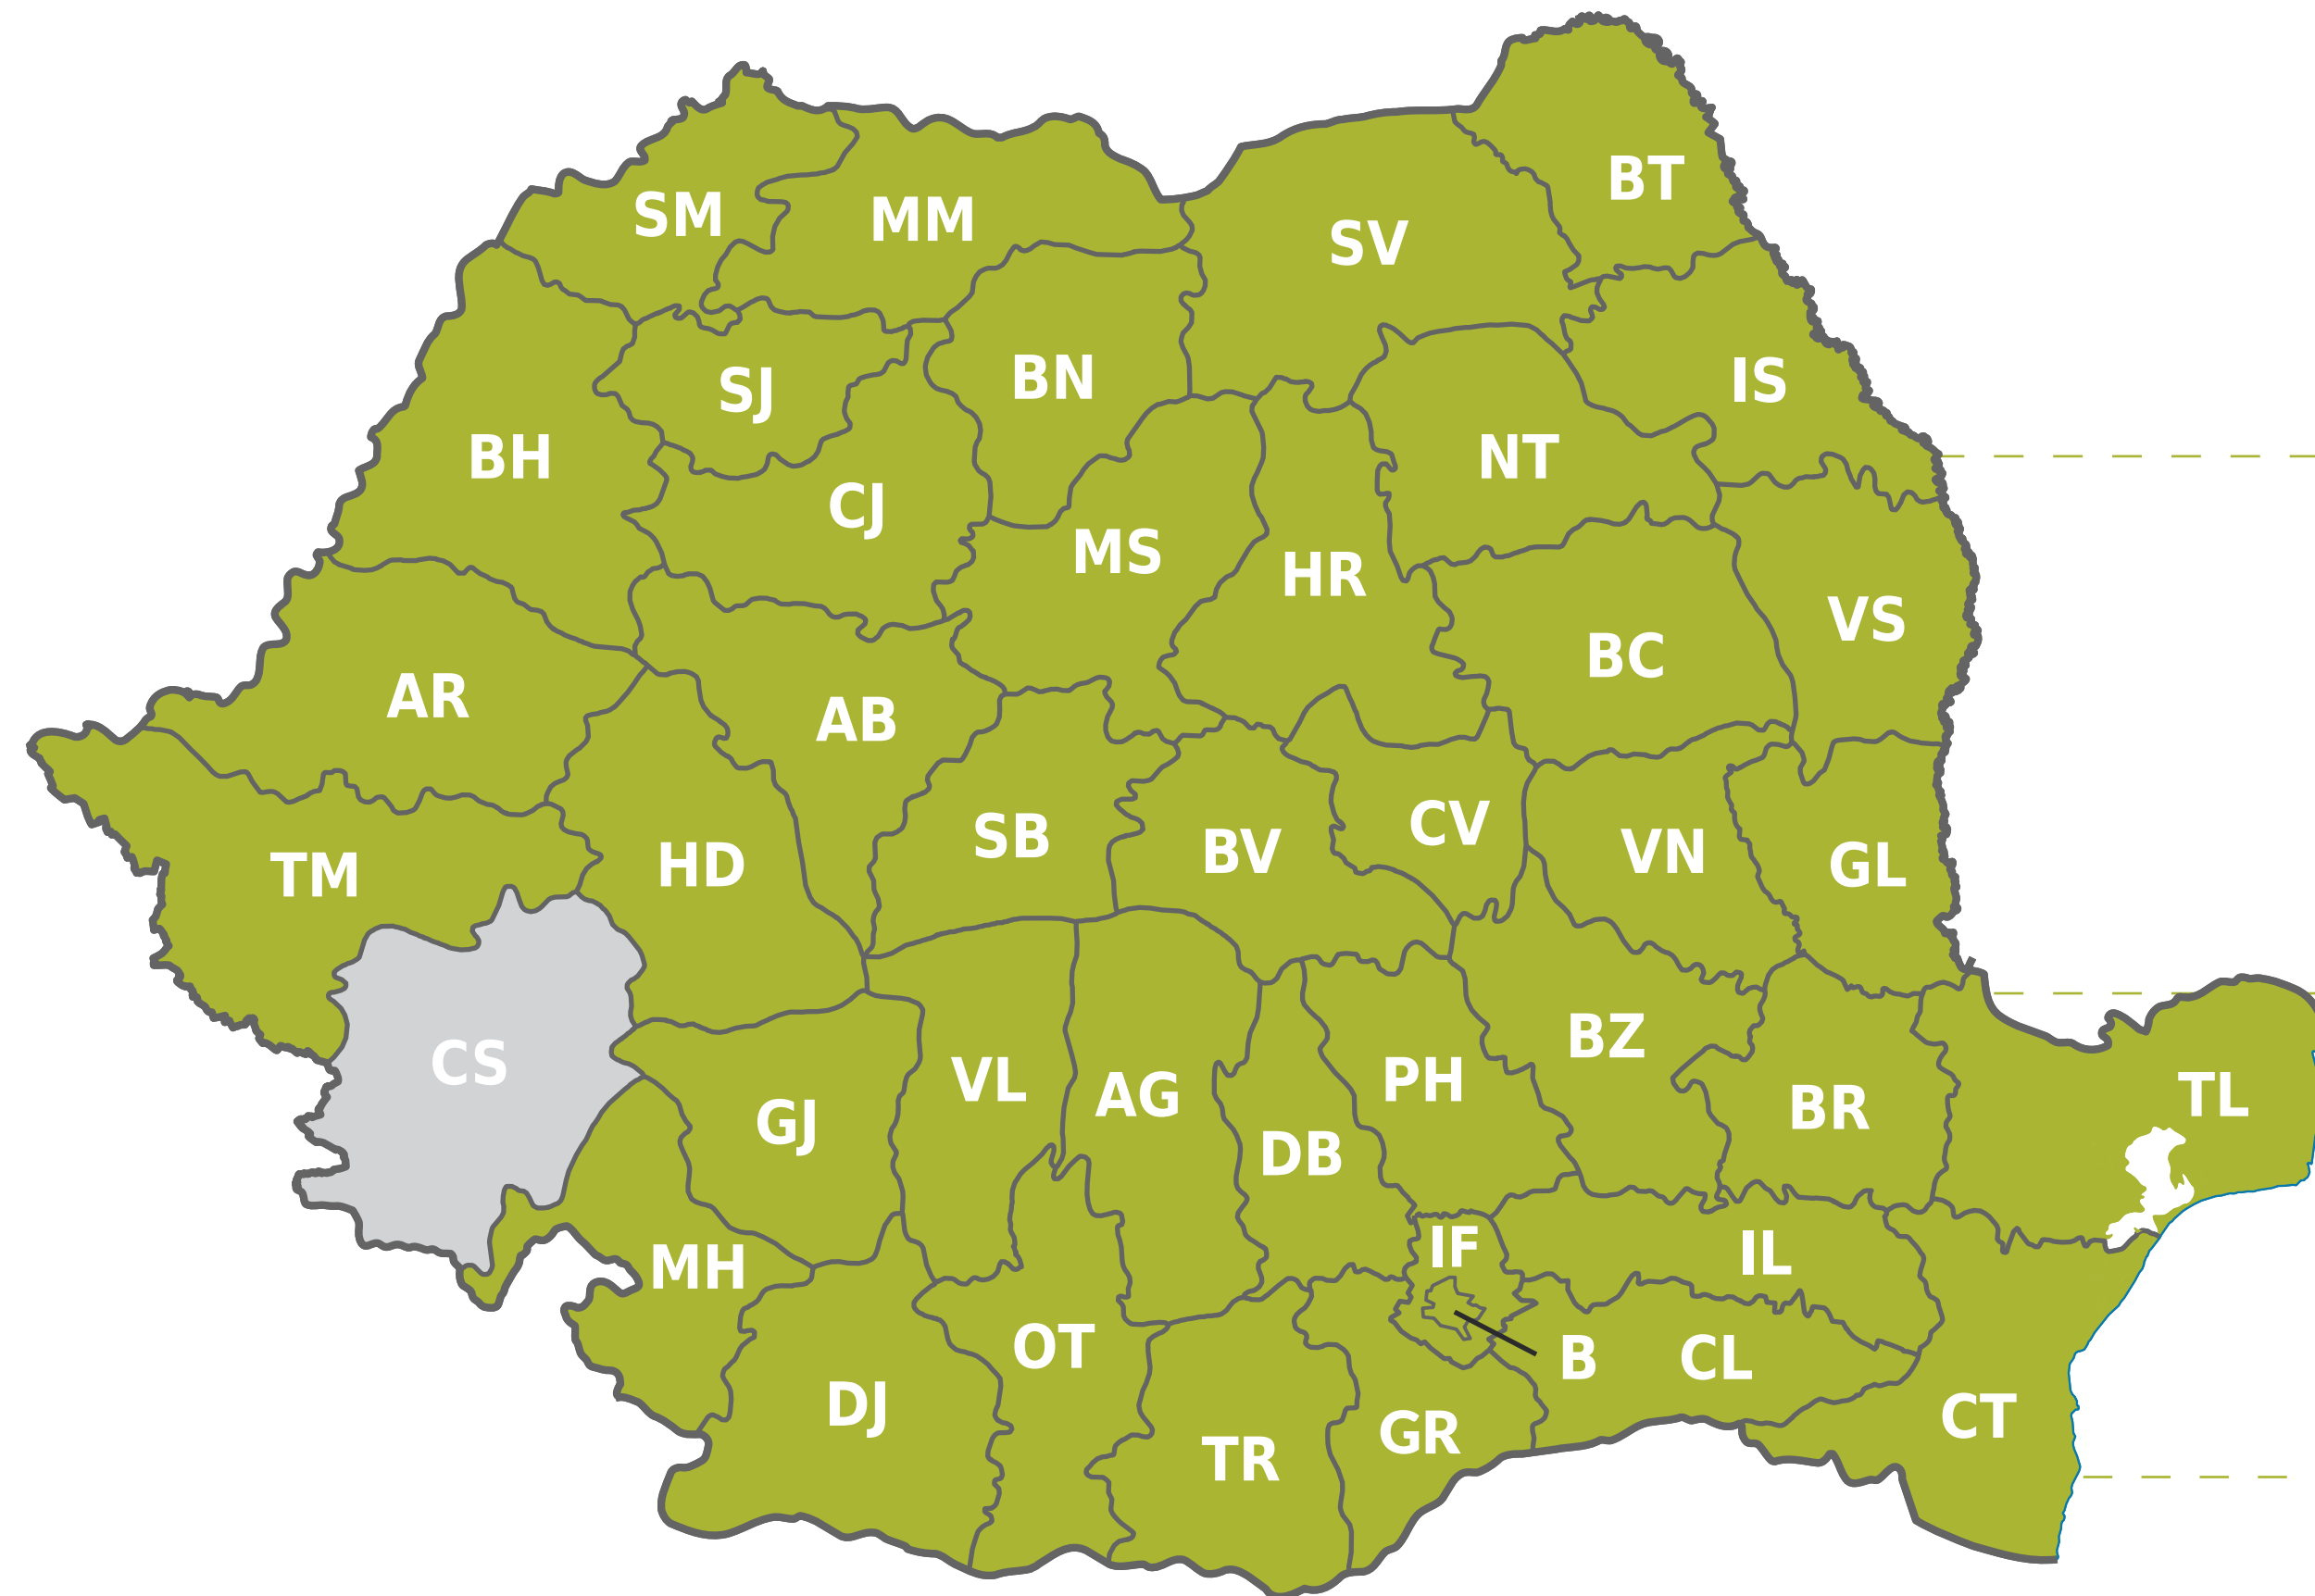 BT
SM
MM
SV
BN
SJ
IS
BH
NT
CJ
MS
HR
VS
BC
AR
AB
SB
CV
BV
VN
GL
TM
HD
BZ
CS
VL
AG
PH
TL
BR
GJ
DB
IF
IL
MH
OT
B
CL
DJ
CT
GR
TR